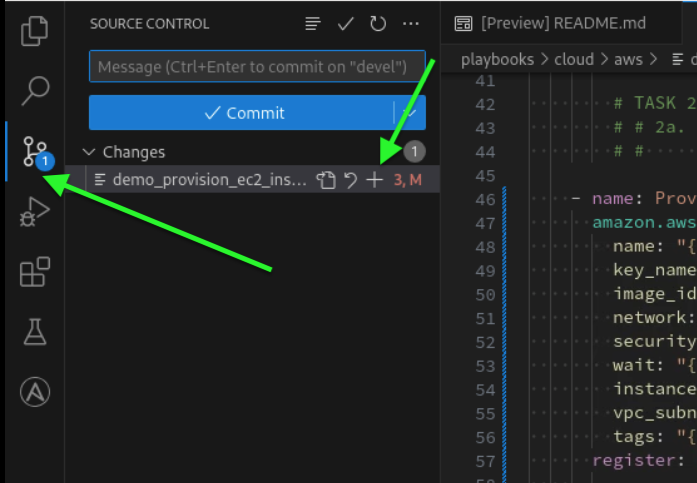 SOURCE CONTROL
Message (Ctrl+Enter to commit on "devel")
Commit
Changes
1
demo_provision_ec2_ins...
3, M
1
[Preview] README.md
playbooks > cloud > aws >
41
42 # TASK 2
43 # # 2a.
44 # #
45
46 - name: Prov
47 amazon.aws
48 name: "{
49 key_name
50 image_id
51 network:
52 security
53 wait: "{
54 instance
55 vpc_subn
56 tags: "{
57 register: